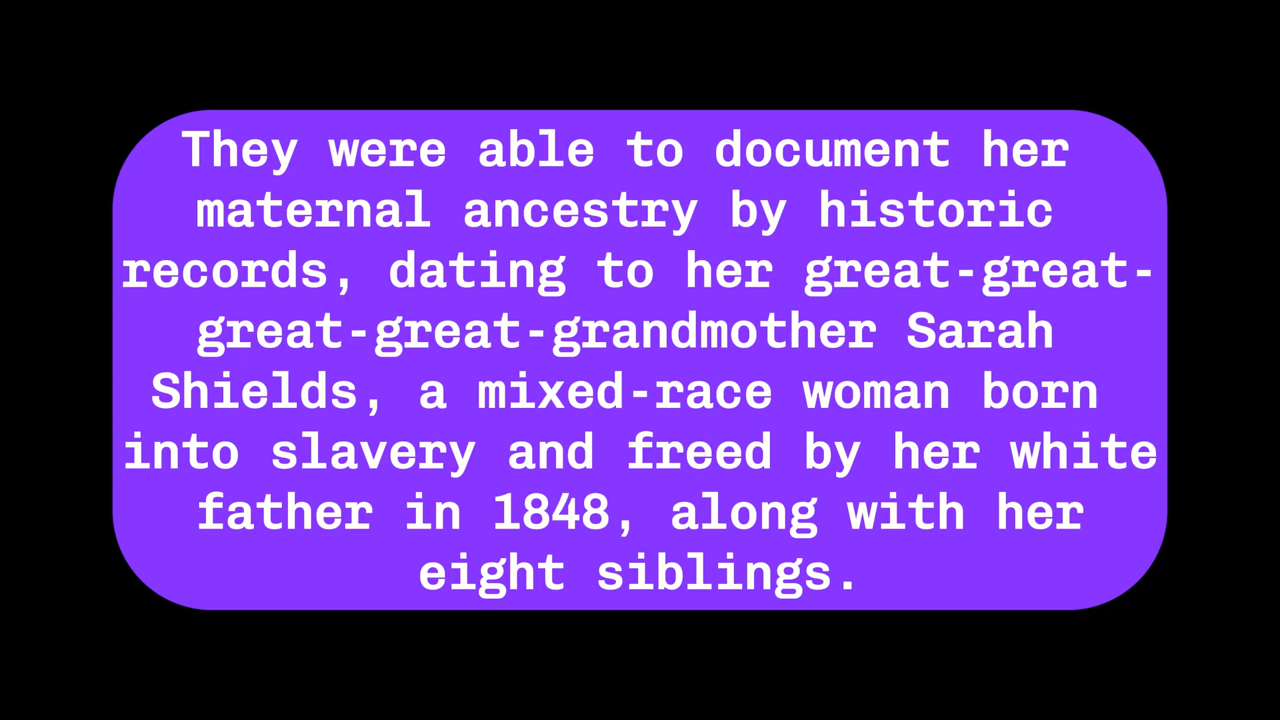 They were able to document her
maternal ancestry by historic
records, dating to her great-great-
great-great-grandmother Sarah
Shields, a mixed-race woman born
into slavery and freed by her white
father in 1848, along with her
eight siblings.